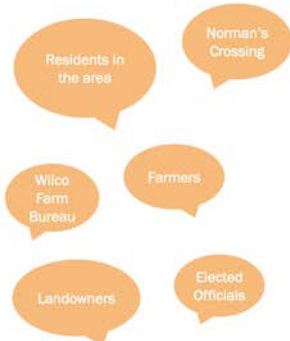 Residents in
the area
Norman's
Crossing
Wilco
Farm
Bureau
Farmers
Landowners
Elected
Officials